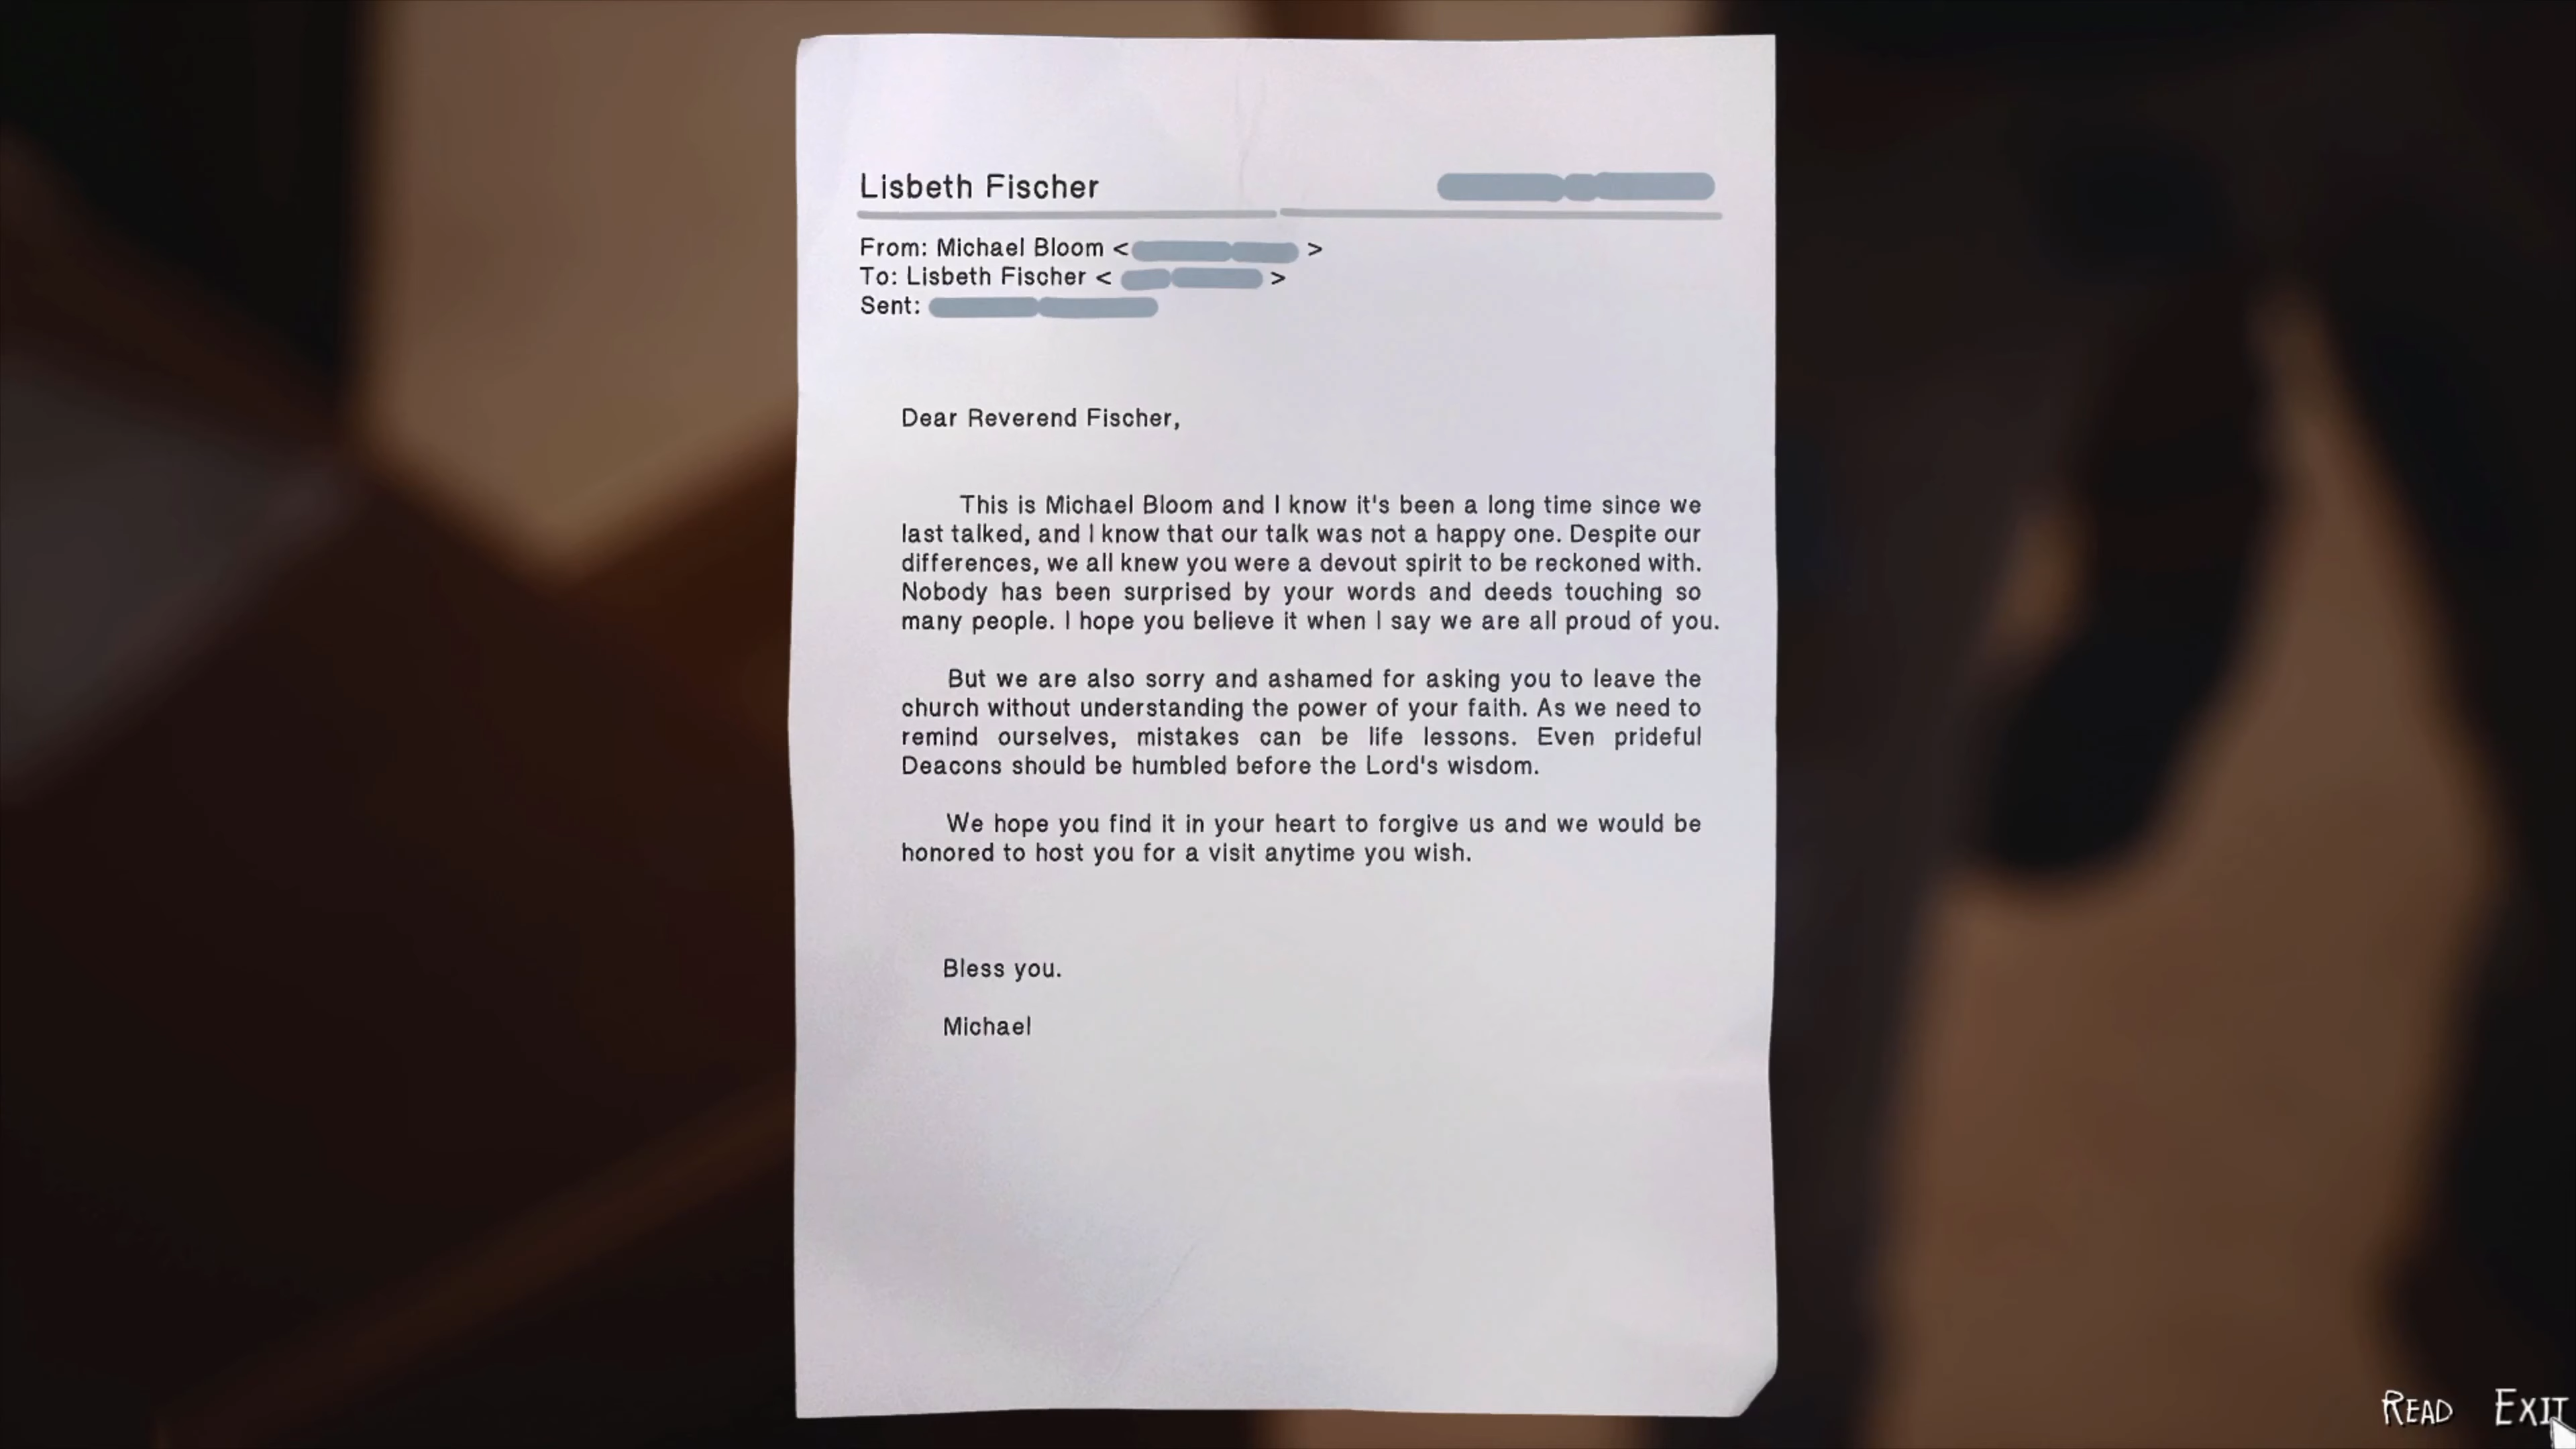 Lisbeth Fischer
From: Michael Bloom < >
To: Lisbeth Fischer < >
Sent:
Dear Reverend Fischer,
This is Michael Bloom and I know it's been a long time since we
last talked, and I know that our talk was not a happy one. Despite our
differences, we all knew you were a devout spirit to be reckoned with.
Nobody has been surprised by your words and deeds touching so
many people. I hope you believe it when I say we are all proud of you.
But we are also sorry and ashamed for asking you to leave the
church without understanding the power of your faith. As we need to
remind ourselves, mistakes can be life lessons. Even prideful
Deacons should be humbled before the Lord's wisdom.
We hope you find it in your heart to forgive us and we would be
honored to host you for a visit anytime you wish.
Bless you.
Michael
READ EXIT